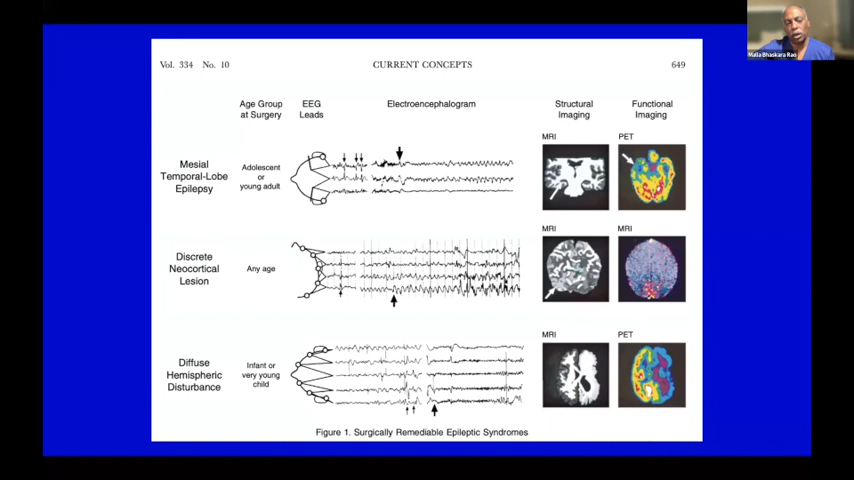 Vol. 334 No. 10 CURRENT CONCEPTS 649
Age Group
at Surgery
EEG
Leads
Electroencephalogram
Structural
Imaging
Functional
Imaging
Mesial
Temporal-Lobe
Epilepsy
Adolescent
or
young adult
MRI
PET
Discrete
Neocortical
Lesion
Any age
MRI
MRI
Diffuse
Hemispheric
Disturbance
Infant or
very young
child
MRI
PET
Figure 1. Surgically Remediable Epileptic Syndromes
Malla Bhaskara Rao